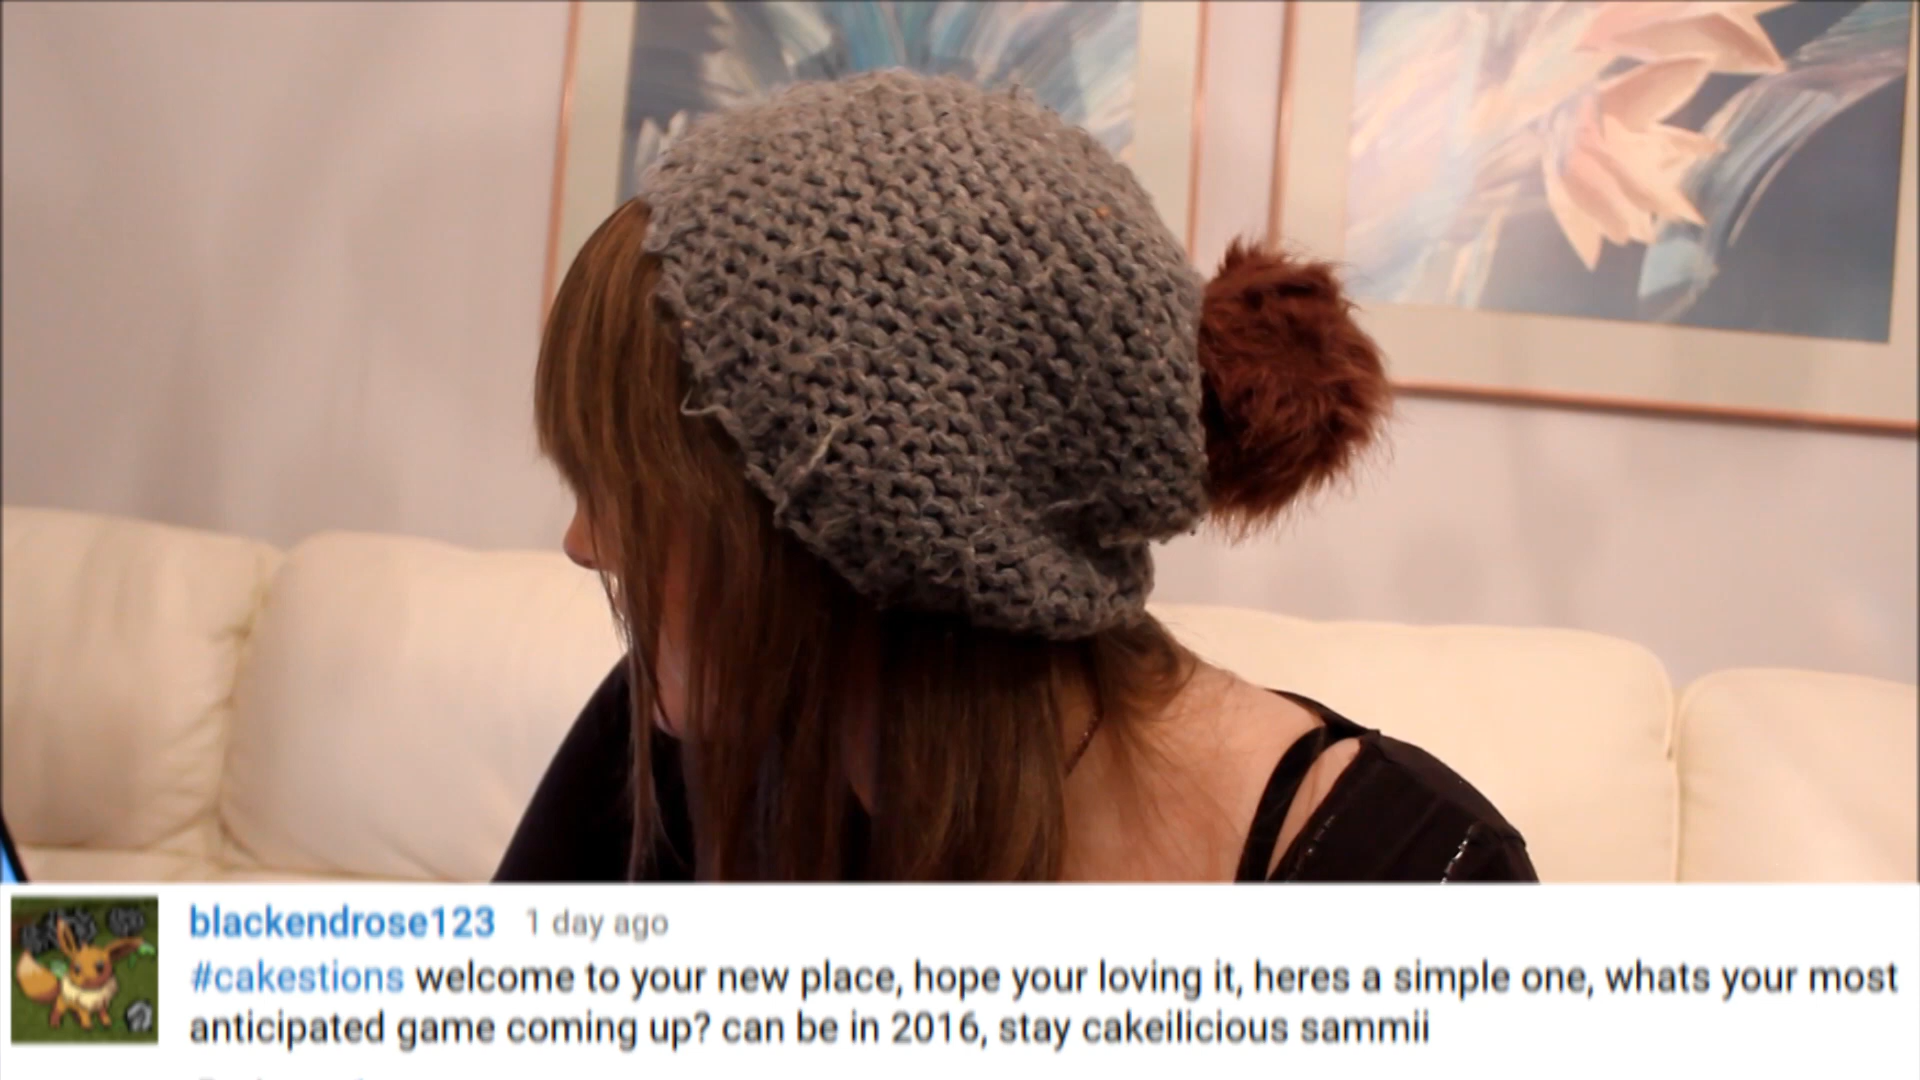 blackendrose123 1 day ago
#cakestions welcome to your new place, hope your loving it, heres a simple one, whats your most
anticipated game coming up? can be in 2016, stay cakeilicious sammii